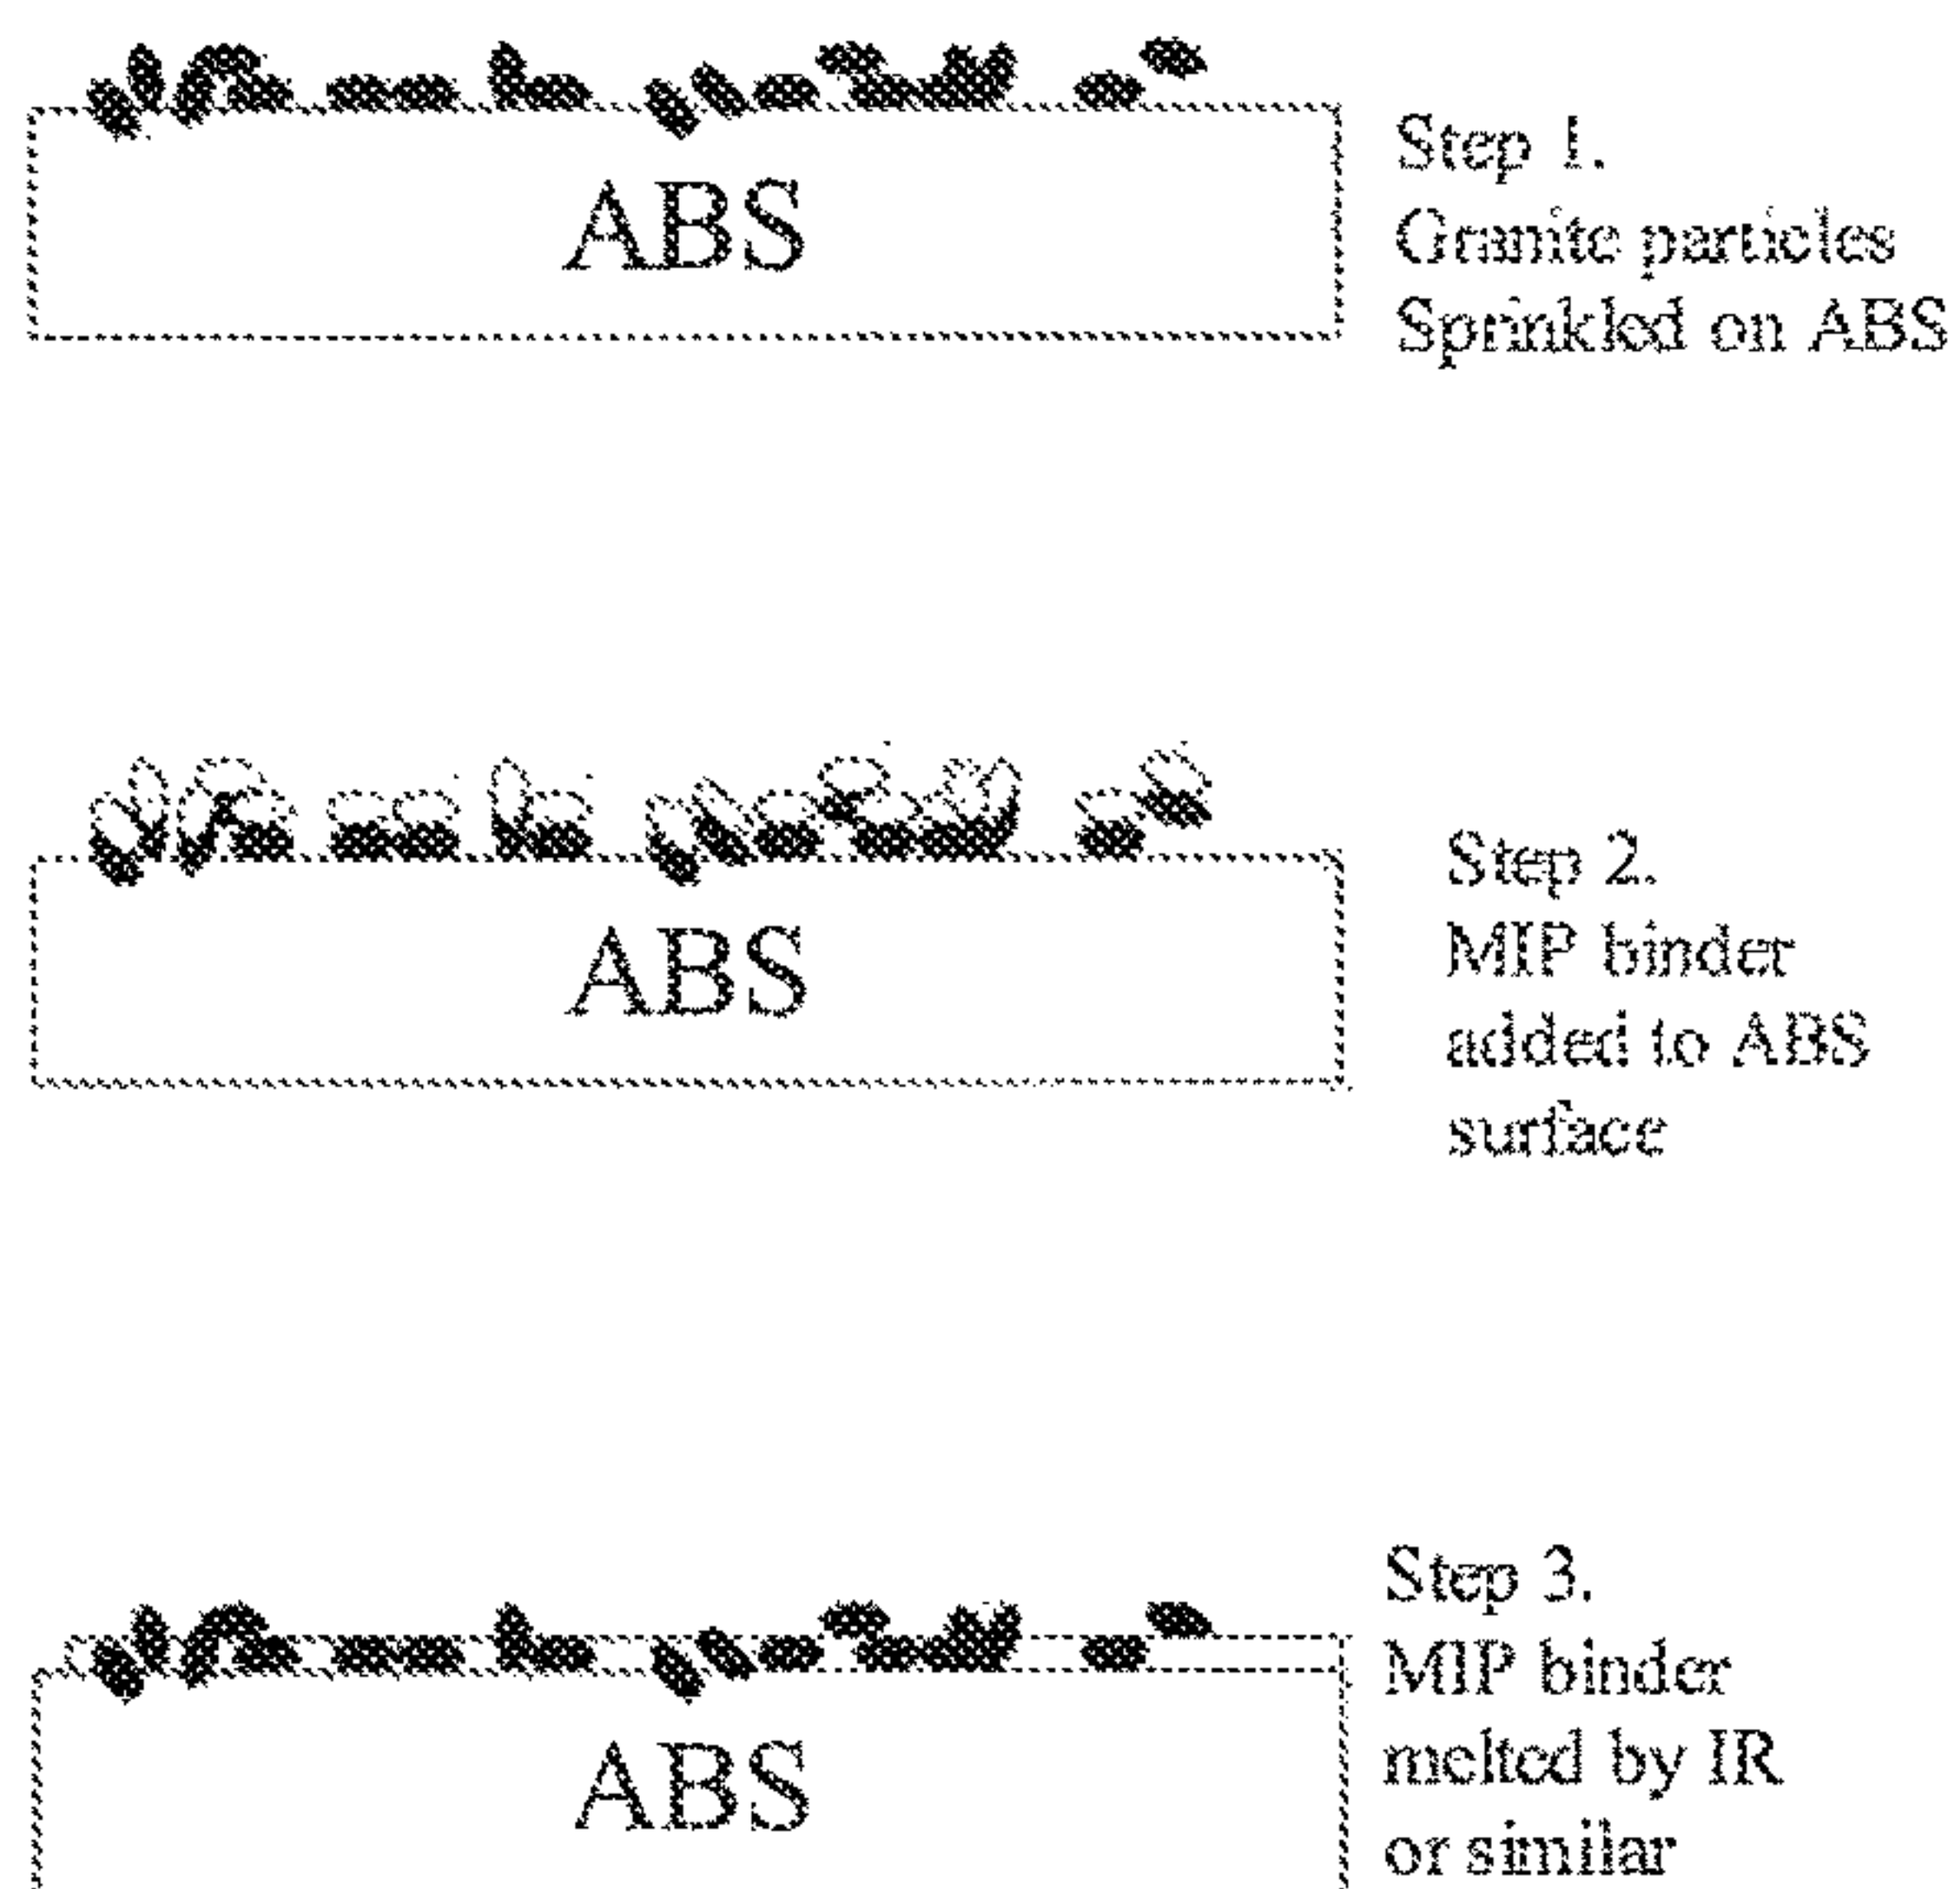 ABS
Step 1.
Granite particles
Sprinkled on ABS
ABS
Step 2.
MIP binder
added to ABS
surface
ABS
Step 3.
MIP binder
melted by IR
or similar